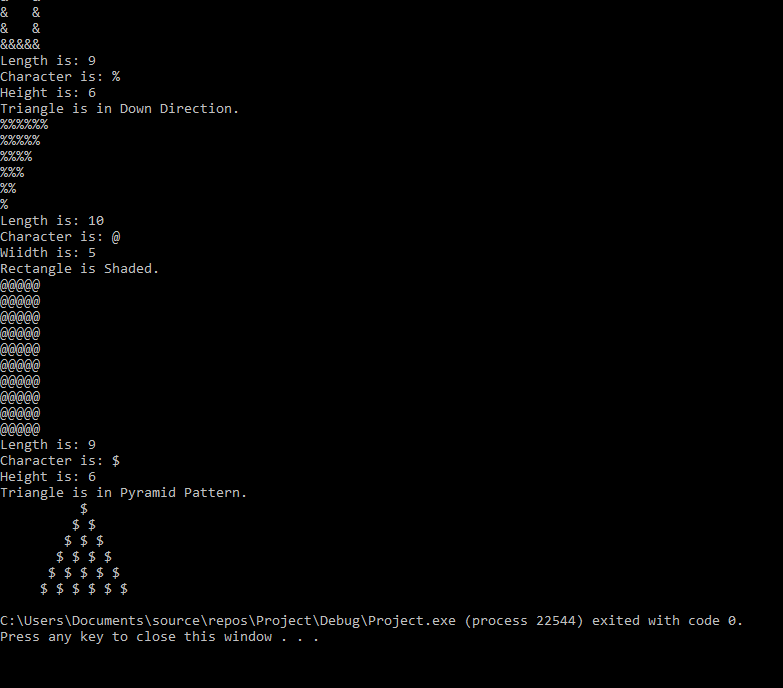 &   &
&   &
&&&&&
Length is: 9
Character is: %
Height is: 6
Triangle is in Down Direction.
%%%%%%
%%%%%
%%%%
%%%
%%
%
Length is: 10
Character is: @
Wiidth is: 5
Rectangle is Shaded.
@@@@@
@@@@@
@@@@@
@@@@@
@@@@@
@@@@@
@@@@@
@@@@@
@@@@@
@@@@@
Length is: 9
Character is: $
Height is: 6
Triangle is in Pyramid Pattern.
          $
         $ $
        $ $ $
       $ $ $ $
      $ $ $ $ $
     $ $ $ $ $ $
C:\Users\Documents\source\repos\Project\Debug\Project.exe (process 22544) exited with code 0.
Press any key to close this window . . .